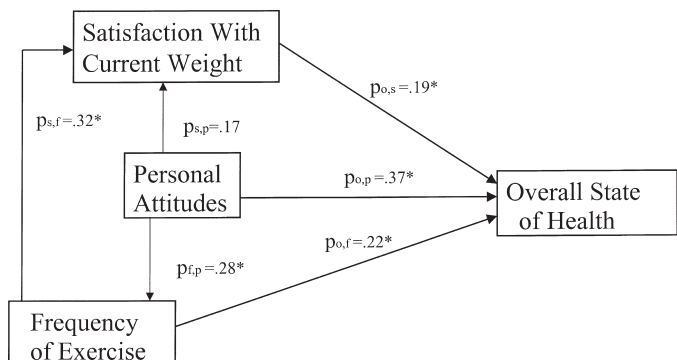 Satisfaction With
Current Weight
po,s=.19*
ps,f=.32*
ps,p=.17
Personal
Attitudes
po,p=.37*
Overall State
of Health
po,f=.22*
pf,p=.28*
Frequency
of Exercise